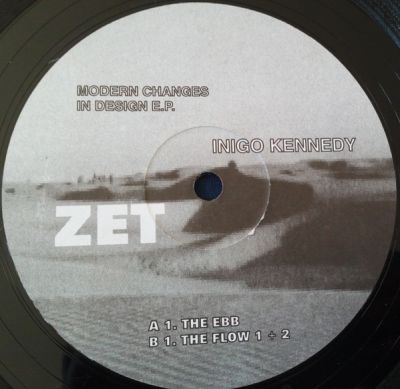 MODERN CHANGES
IN DESIGN E.P.
INIGO KENNEDY
ZET
A 1. THE EBB
B 1. THE FLOW 1 + 2